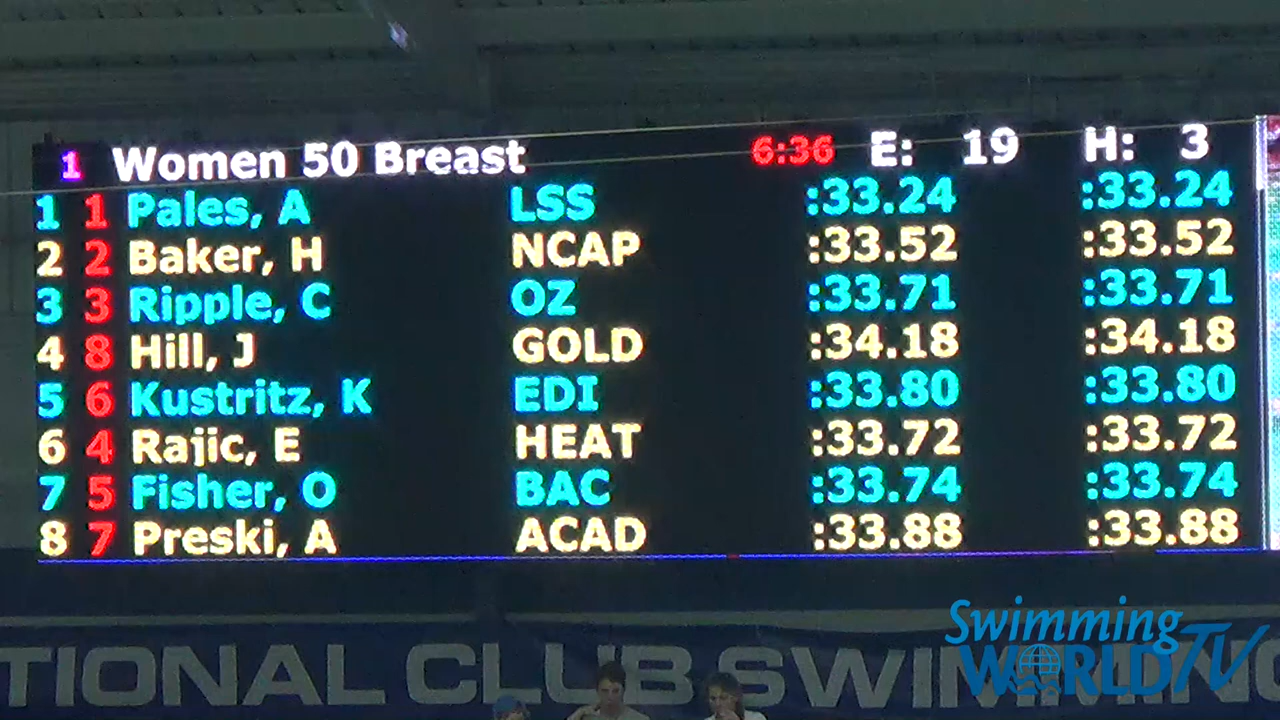 1 Women 50 Breast 6:36 E: 19 H: 3
1 1 Pales, A LSS :33.24 :33.24
2 2 Baker, H NCAP :33.52 :33.52
3 3 Ripple, C OZ :33.71 :33.71
4 8 Hill, J GOLD :34.18 :34.18
5 6 Kustritz, K EDI :33.80 :33.80
6 4 Rajic, E HEAT :33.72 :33.72
7 5 Fisher, O BAC :33.74 :33.74
8 7 Preski, A ACAD :33.88 :33.88
TIONAL CLUB SWIMMING
Swimming
WORLD TV